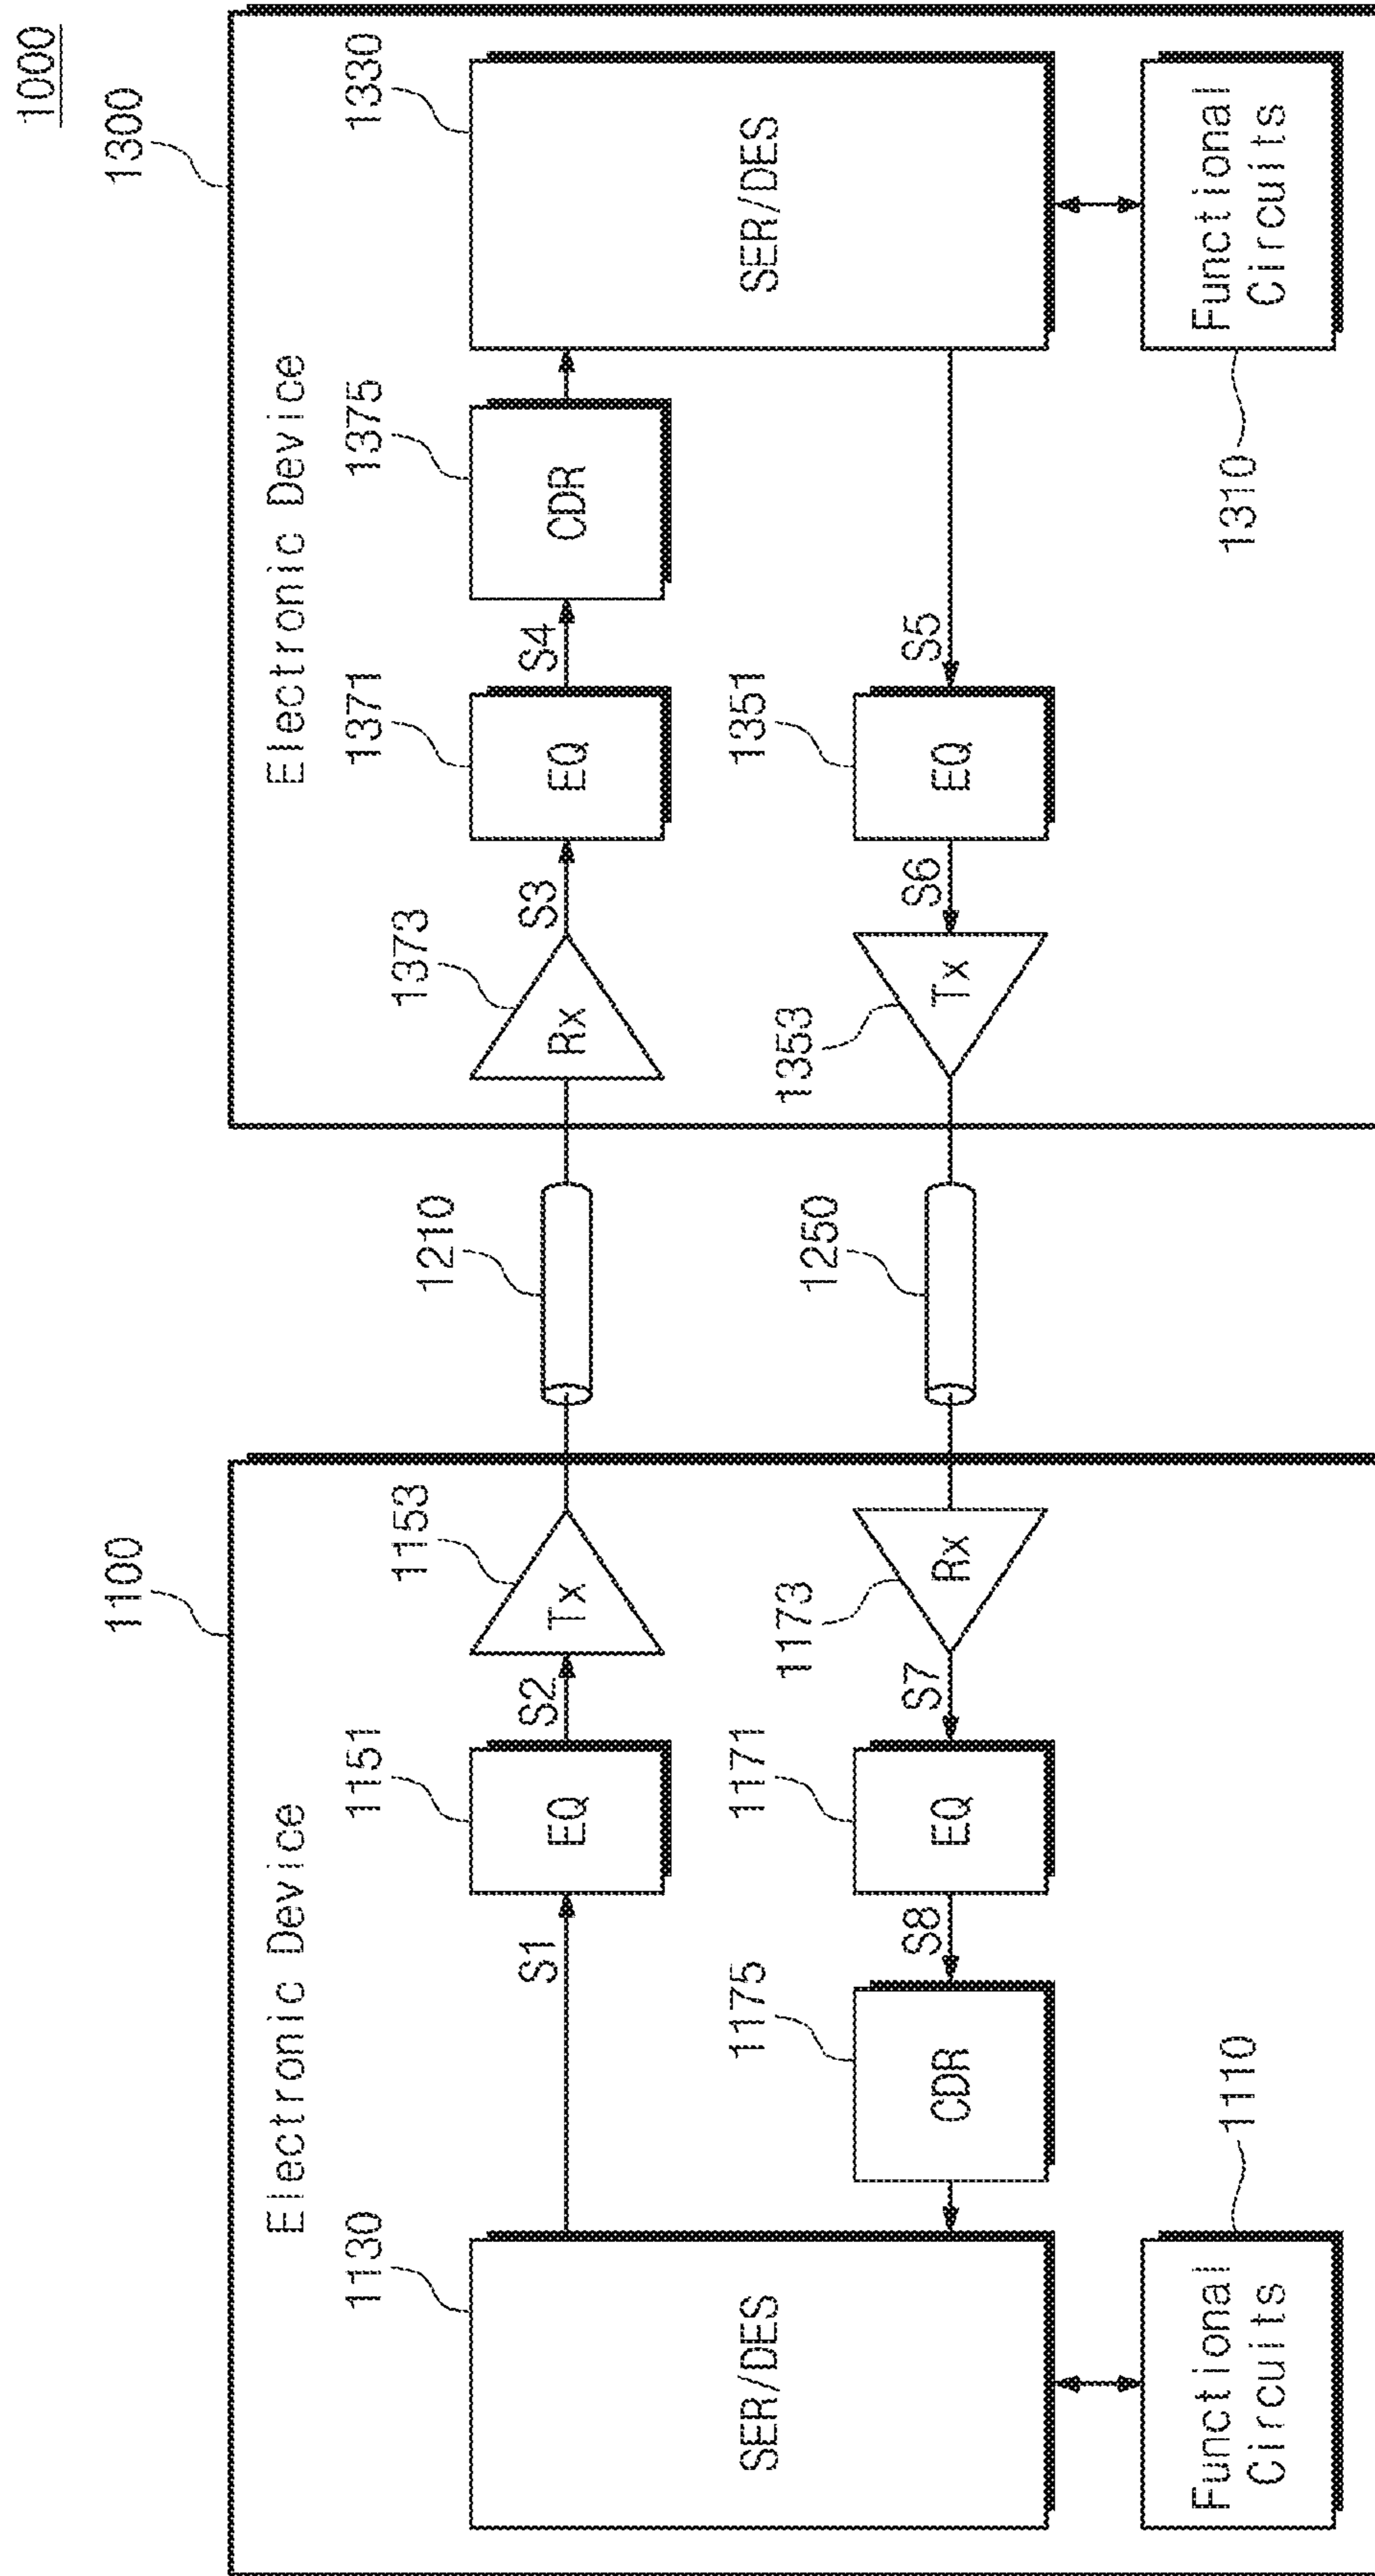 1000
1100
1300
Electronic Device
Electronic Device
1130
1151
1153
1210
1373
1371
1375
1330
SER/DES
S1
EQ
S2
Tx
Rx
S3
EQ
S4
CDR
SER/DES
1175
1171
1173
1250
1353
1351
CDR
S8
EQ
S7
Rx
Tx
S6
EQ
S5
Functional
Circuits
1110
1310
Functional
Circuits